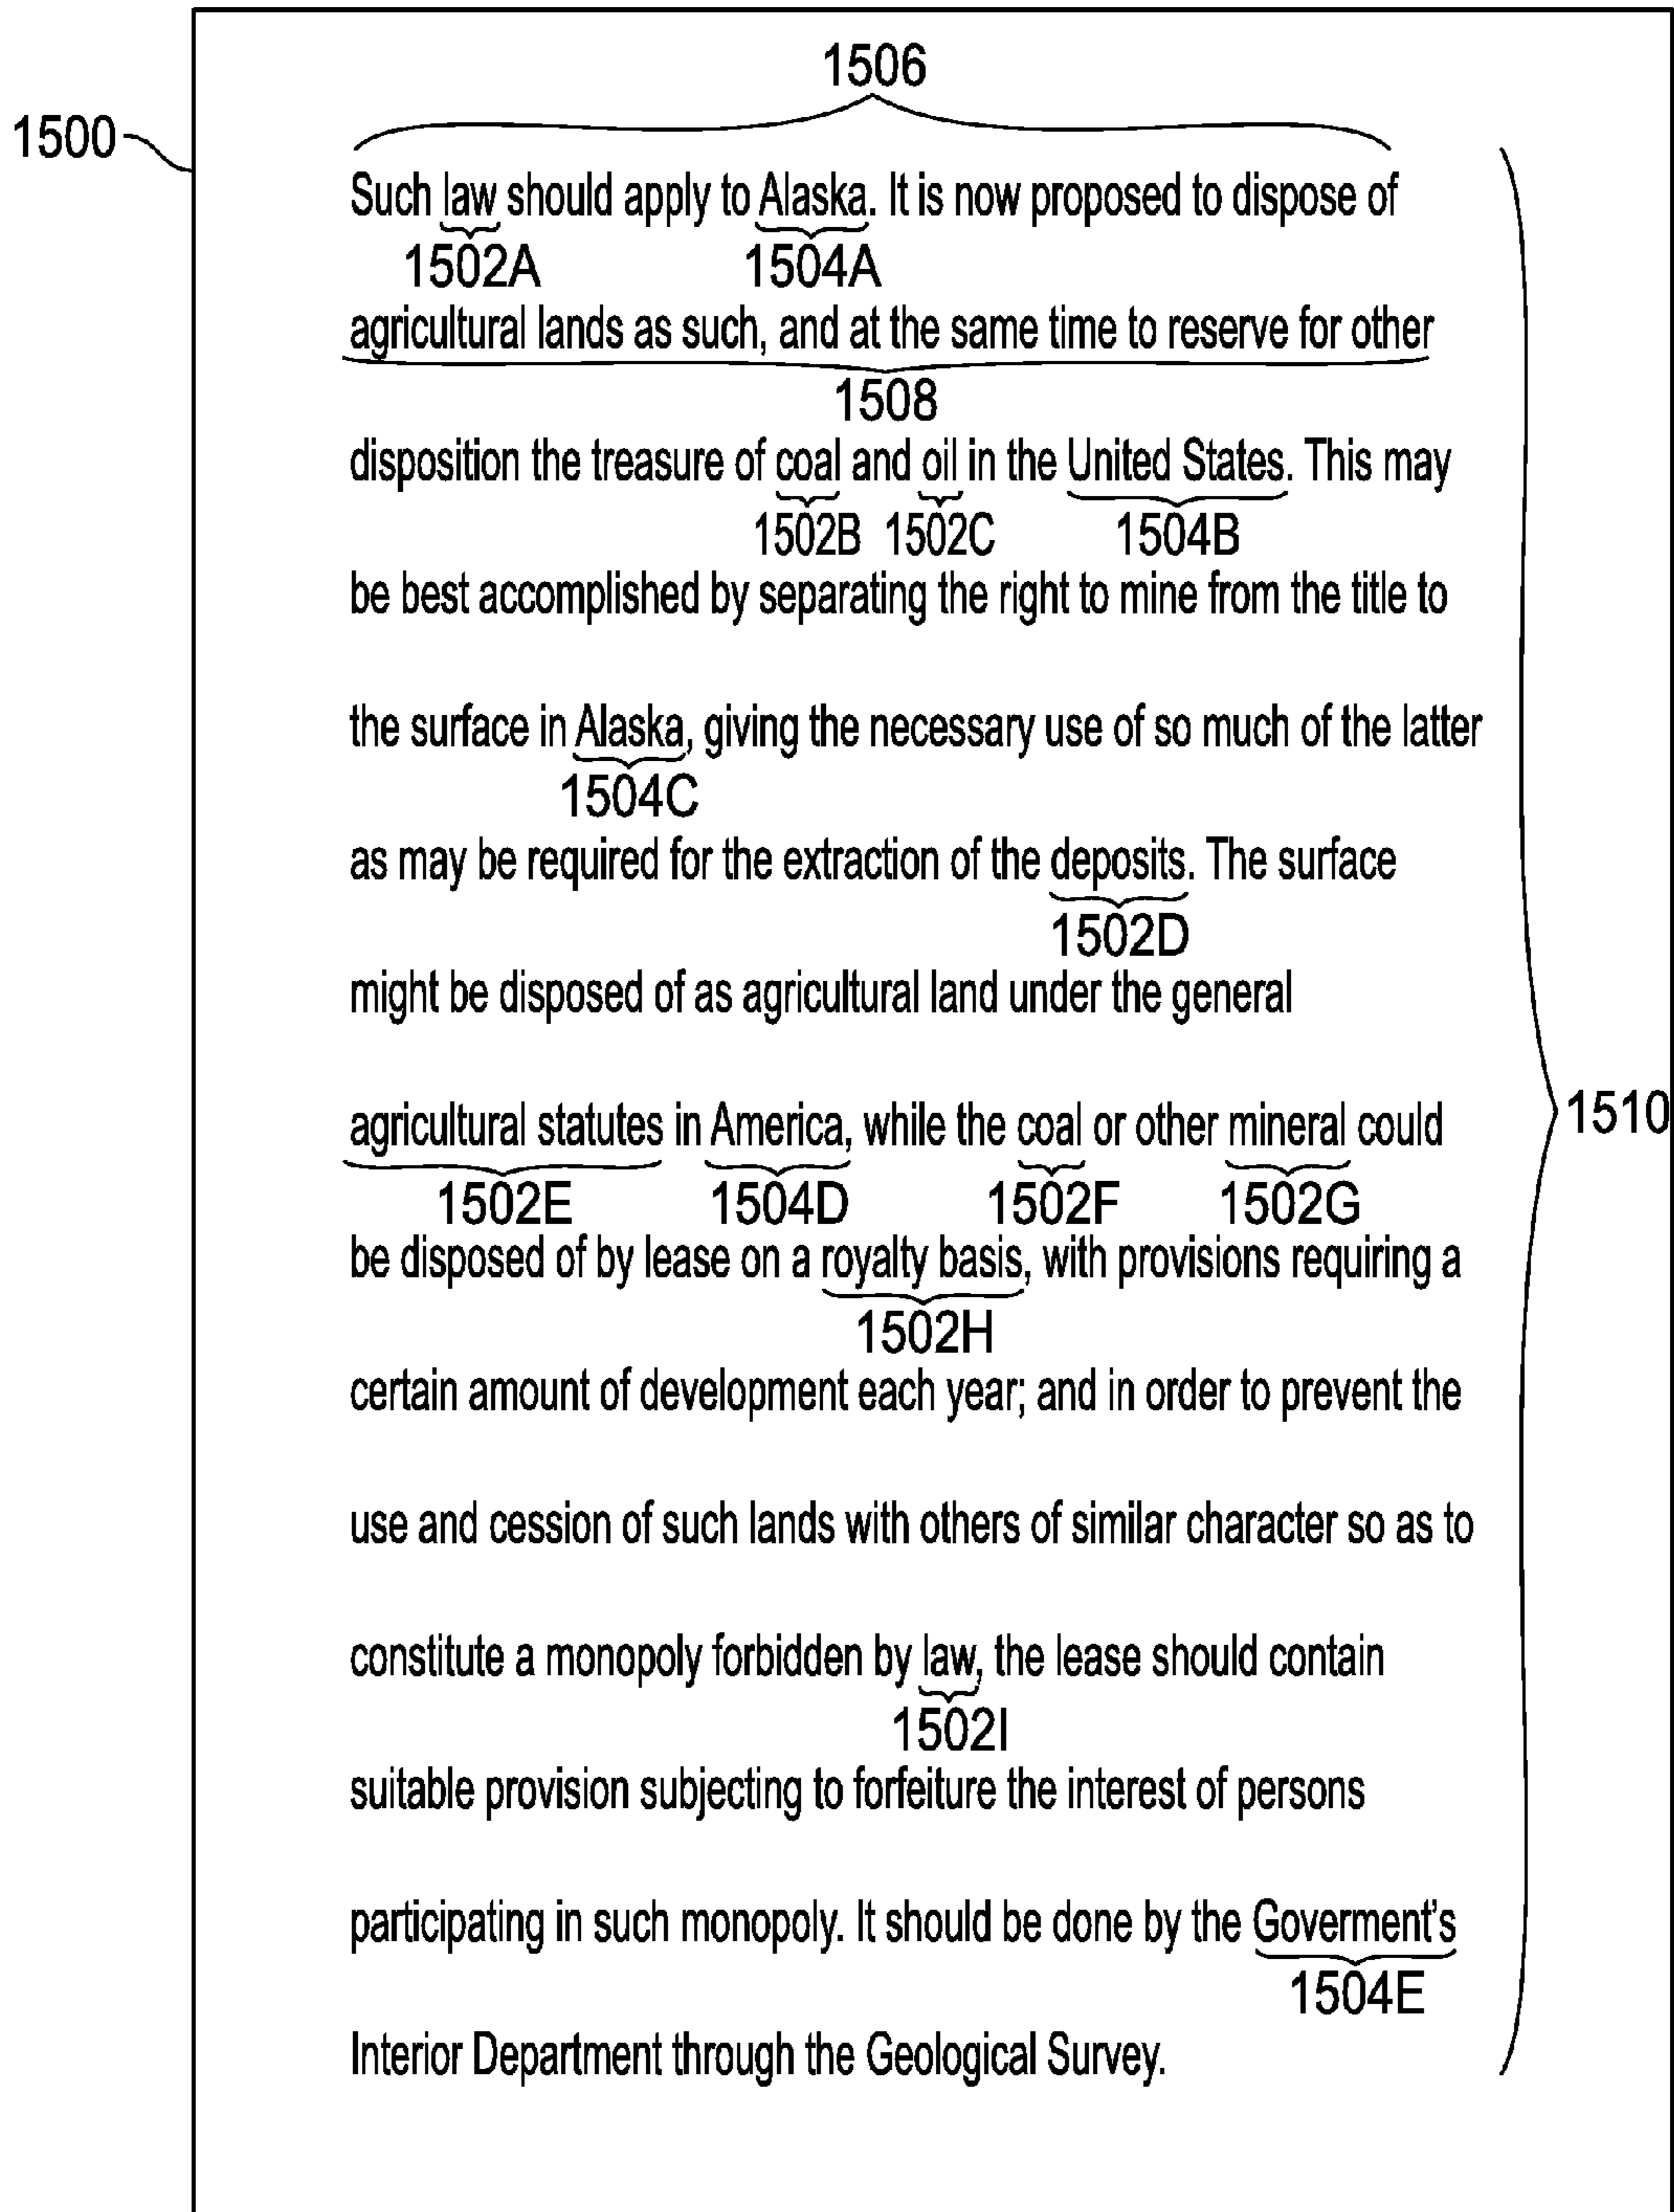 1506
1500
Such law should apply to Alaska. It is now proposed to dispose of
1502A 1504A
agricultural lands as such, and at the same time to reserve for other
1508
disposition the treasure of coal and oil in the United States. This may
1502B 1502C 1504B
be best accomplished by separating the right to mine from the title to
the surface in Alaska, giving the necessary use of so much of the latter
1504C
as may be required for the extraction of the deposits. The surface
1502D
might be disposed of as agricultural land under the general
agricultural statutes in America, while the coal or other mineral could
1510
1502E 1504D 1502F 1502G
be disposed of by lease on a royalty basis, with provisions requiring a
1502H
certain amount of development each year; and in order to prevent the
use and cession of such lands with others of similar character so as to
constitute a monopoly forbidden by law, the lease should contain
1502I
suitable provision subjecting to forfeiture the interest of persons
participating in such monopoly. It should be done by the Goverment's
1504E
Interior Department through the Geological Survey.